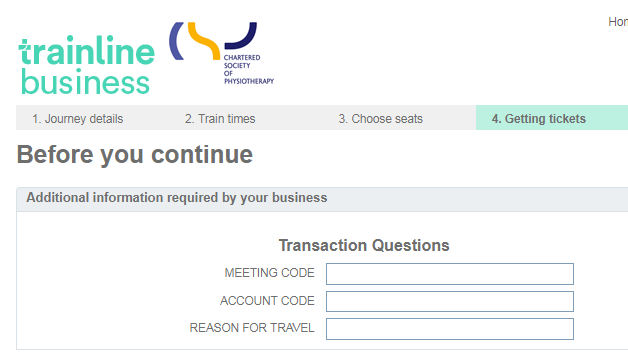 Hom
trainline
business
CHARTERED
SOCIETY
OF
PHYSIOTHERAPY
1. Journey details 2. Train times 3. Choose seats 4. Getting tickets
Before you continue
Additional information required by your business
Transaction Questions
MEETING CODE
ACCOUNT CODE
REASON FOR TRAVEL